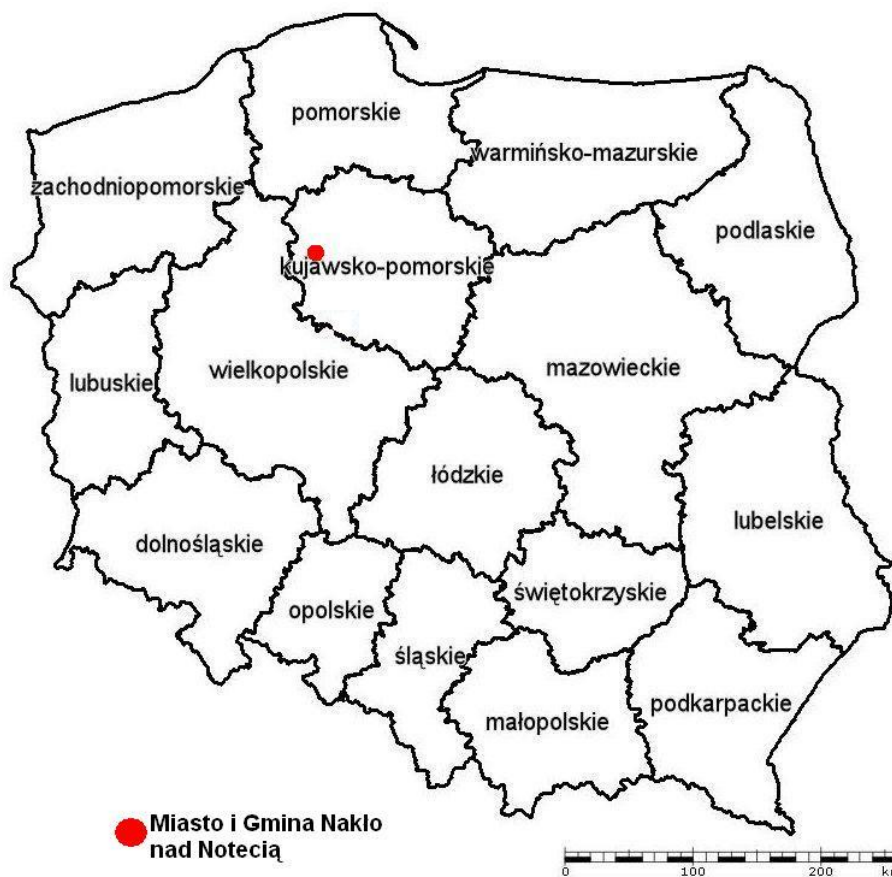 pomorskie
warmińsko-mazurskie
zachodniopomorskie
podlaskie
kujawsko-pomorskie
lubuskie
wielkopolskie
mazowieckie
łódzkie
lubelskie
dolnośląskie
świętokrzyskie
opolskie
śląskie
podkarpackie
małopolskie
Miasto i Gmina Nakło
nad Notecią
0 100 200